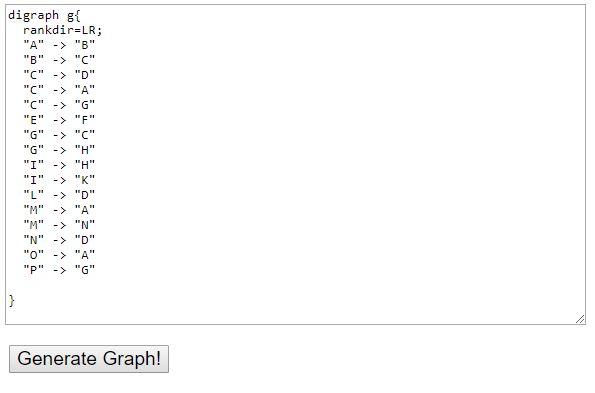 digraph g{
rankdir=LR;
"A" -> "B"
"B" -> "C"
"C" -> "D"
"C" -> "A"
"C" -> "G"
"E" -> "F"
"G" -> "C"
"G" -> "H"
"I" -> "H"
"I" -> "K"
"L" -> "D"
"M" -> "A"
"M" -> "N"
"N" -> "D"
"O" -> "A"
"P" -> "G"
}
Generate Graph!